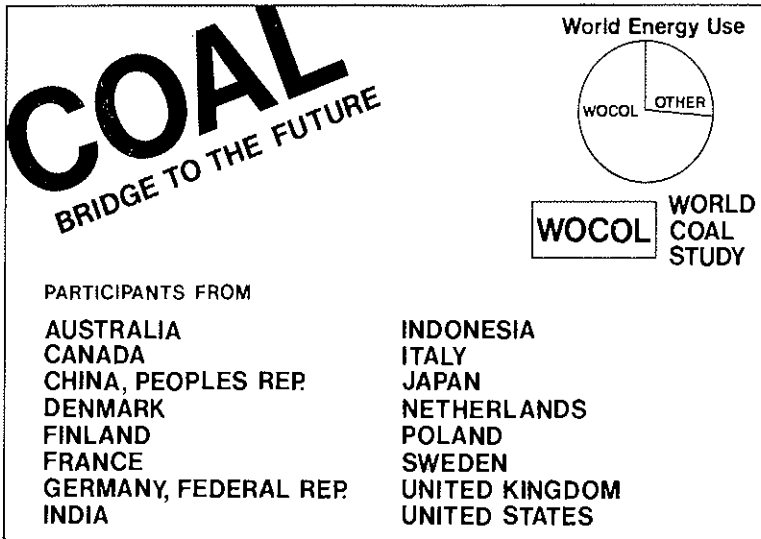 COAL
BRIDGE TO THE FUTURE
World Energy Use
WOCOL
OTHER
WOCOL
WORLD
COAL
STUDY
PARTICIPANTS FROM
AUSTRALIA
CANADA
CHINA, PEOPLES REP.
DENMARK
FINLAND
FRANCE
GERMANY, FEDERAL REP.
INDIA
INDONESIA
ITALY
JAPAN
NETHERLANDS
POLAND
SWEDEN
UNITED KINGDOM
UNITED STATES